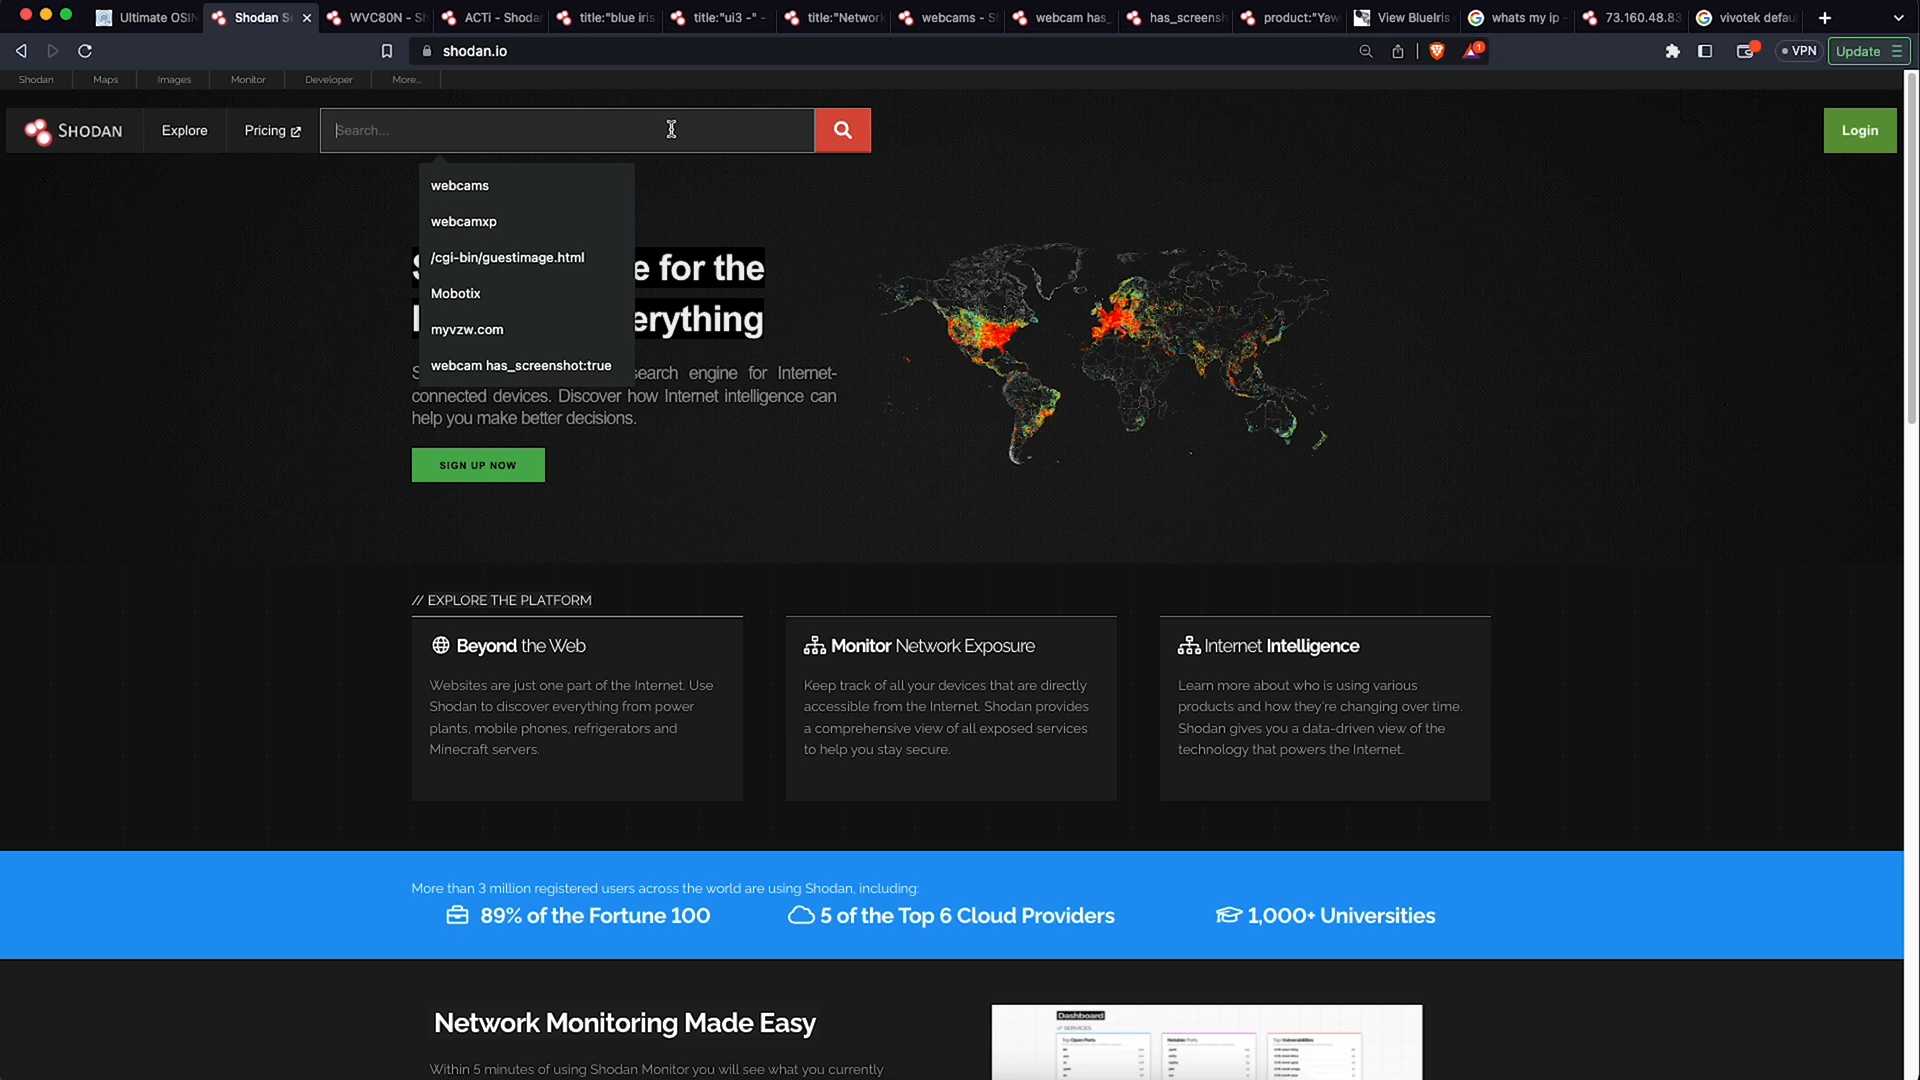 Ultimate OSIN
Shodan Se
WVC80N - Sh
ACTi - Shodan
title:"blue iris
title:"ui3 -" -
title:"Network
webcams - S
webcam has_
has_screensh
product:"Yaw
View BlueIris
whats my ip -
73.160.48.83
vivotek defau
shodan.io
1
VPN
Update
Shodan
Maps
Images
Monitor
Developer
More...
SHODAN
Explore
Pricing
Search...
Login
webcams
webcamxp
/cgi-bin/guestimage.html
Mobotix
myvzw.com
webcam has_screenshot:true
e for the
erything
earch engine for Internet-
connected devices. Discover how Internet intelligence can
help you make better decisions.
SIGN UP NOW
// EXPLORE THE PLATFORM
Beyond the Web
Websites are just one part of the Internet. Use
Shodan to discover everything from power
plants, mobile phones, refrigerators and
Minecraft servers.
Monitor Network Exposure
Keep track of all your devices that are directly
accessible from the Internet. Shodan provides
a comprehensive view of all exposed services
to help you stay secure.
Internet Intelligence
Learn more about who is using various
products and how they're changing over time.
Shodan gives you a data-driven view of the
technology that powers the Internet.
More than 3 million registered users across the world are using Shodan, including:
89% of the Fortune 100
5 of the Top 6 Cloud Providers
1,000+ Universities
Network Monitoring Made Easy
Within 5 minutes of using Shodan Monitor you will see what you currently
Dashboard
// SERVICES
Top Open Ports
Notable Ports
Top Vulnerabilities